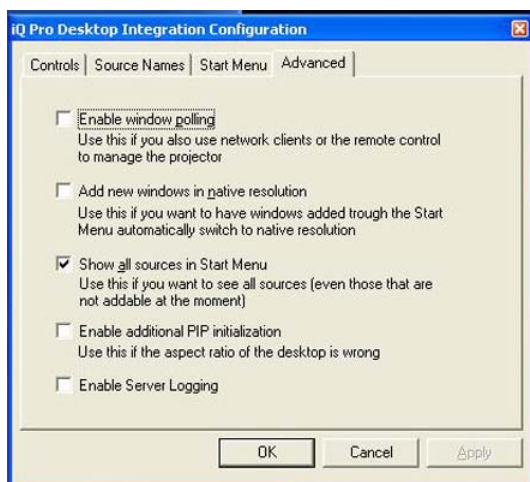 iQ Pro Desktop Integration Configuration
Controls Source Names Start Menu Advanced
Enable window polling
Use this if you also use network clients or the remote control
to manage the projector
Add new windows in native resolution
Use this if you want to have windows added trough the Start
Menu automatically switch to native resolution
Show all sources in Start Menu
Use this if you want to see all sources (even those that are
not addable at the moment)
Enable additional PIP initialization
Use this if the aspect ratio of the desktop is wrong
Enable Server Logging
OK Cancel Apply